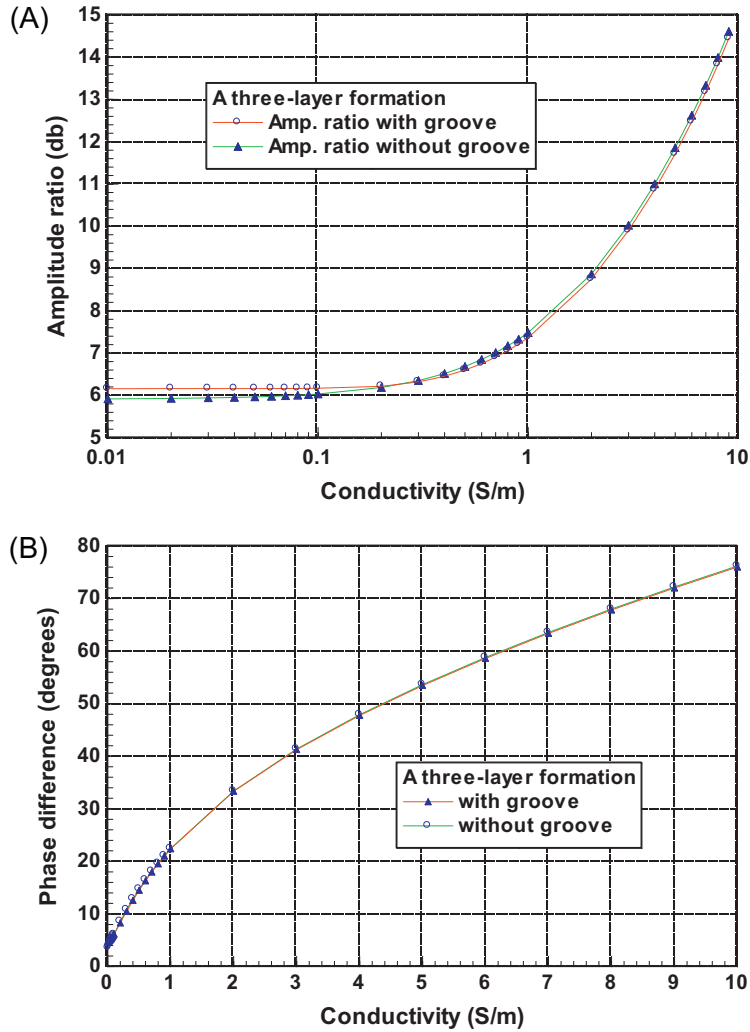 (A)
15
14
13
12
11
10
9
8
7
6
5
Amplitude ratio (db)
A three-layer formation
Amp. ratio with groove
Amp. ratio without groove
0.01 0.1 1 10
Conductivity (S/m)
(B)
80
70
60
50
40
30
20
10
0
Phase difference (degrees)
A three-layer formation
with groove
without groove
0 1 2 3 4 5 6 7 8 9 10
Conductivity (S/m)